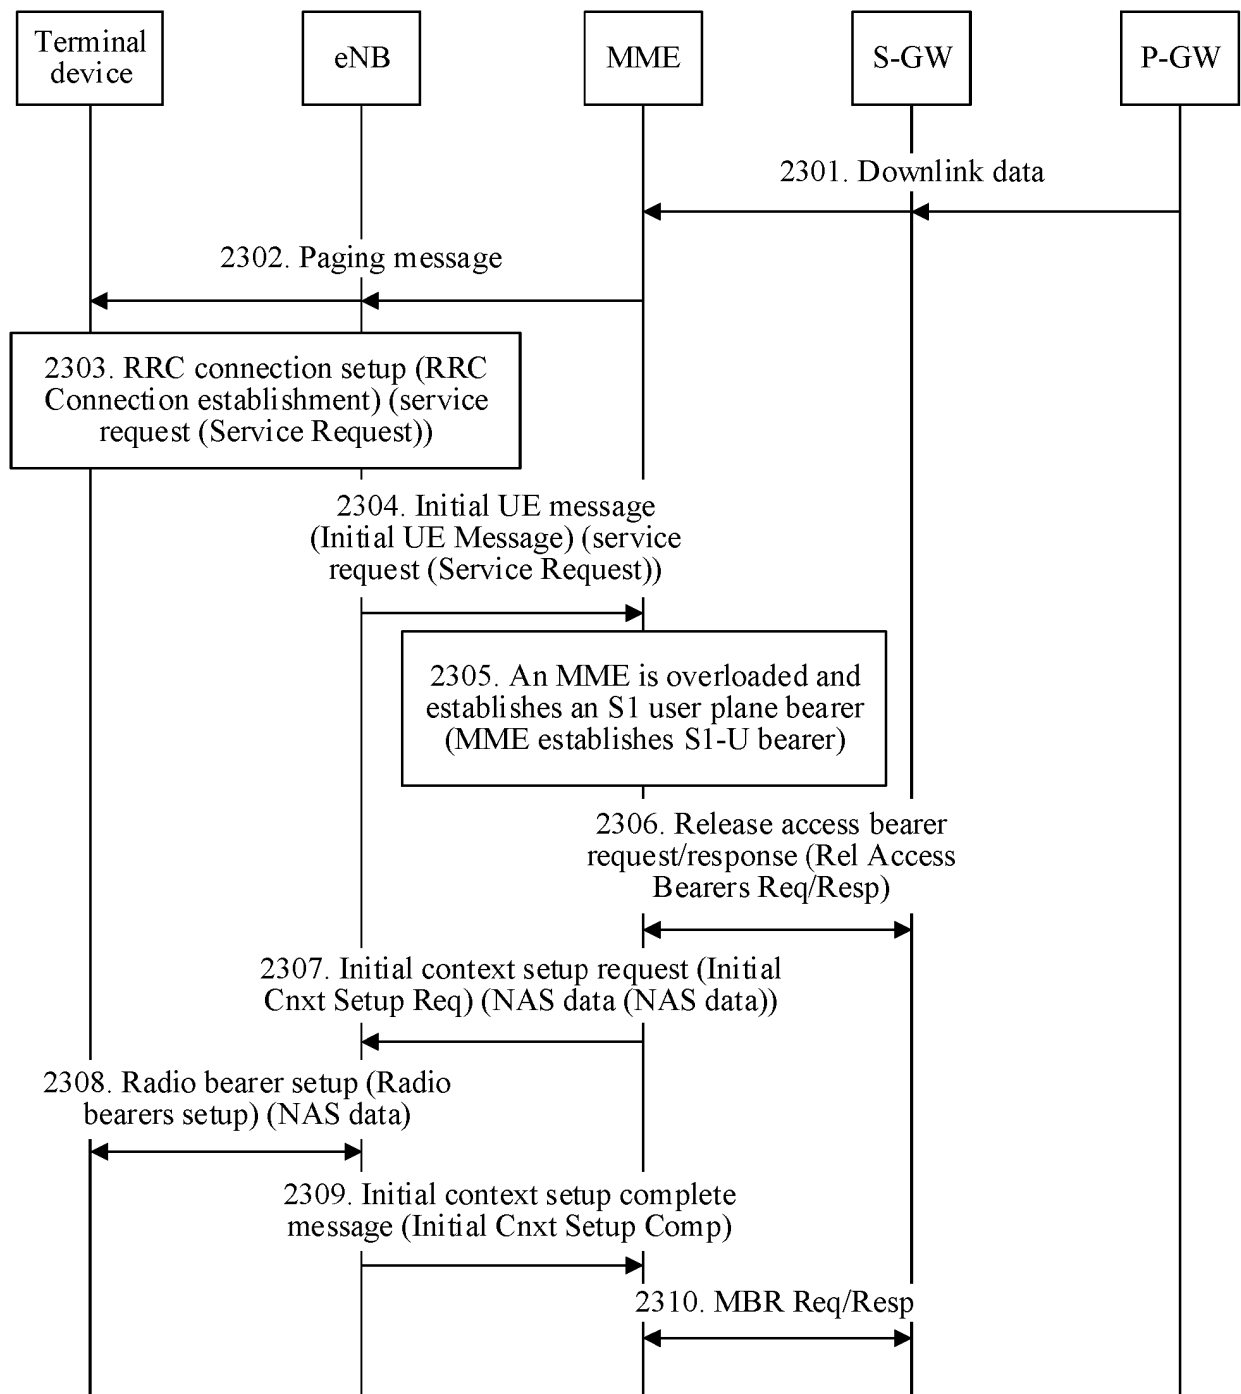 Terminal
device
eNB
MME
S-GW
P-GW
2301. Downlink data
2302. Paging message
2303. RRC connection setup (RRC
Connection establishment) (service
request (Service Request))
2304. Initial UE message
(Initial UE Message) (service
request (Service Request))
2305. An MME is overloaded and
establishes an S1 user plane bearer
(MME establishes S1-U bearer)
2306. Release access bearer
request/response (Rel Access
Bearers Req/Resp)
2307. Initial context setup request (Initial
Cnxt Setup Req) (NAS data (NAS data))
2308. Radio bearer setup (Radio
bearers setup) (NAS data)
2309. Initial context setup complete
message (Initial Cnxt Setup Comp)
2310. MBR Req/Resp